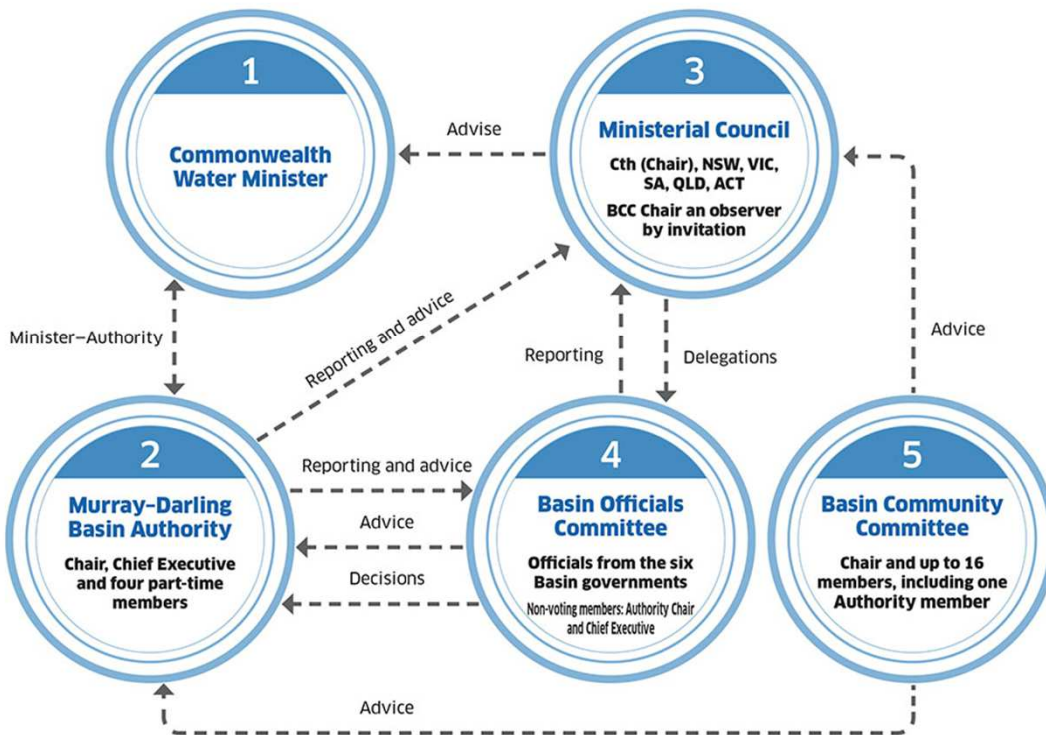 1
Commonwealth
Water Minister
Advise
3
Ministerial Council
Cth (Chair), NSW, VIC,
SA, QLD, ACT
BCC Chair an observer
by invitation
Minister–Authority
Reporting and advice
Reporting
Delegations
Advice
2
Murray–Darling
Basin Authority
Chair, Chief Executive
and four part-time
members
Reporting and advice
Advice
Decisions
4
Basin Officials
Committee
Officials from the six
Basin governments
Non-voting members: Authority Chair
and Chief Executive
5
Basin Community
Committee
Chair and up to 16
members, including one
Authority member
Advice